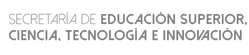 SECRETARÍA DE EDUCACIÓN SUPERIOR,
CIENCIA, TECNOLOGÍA E INNOVACIÓN